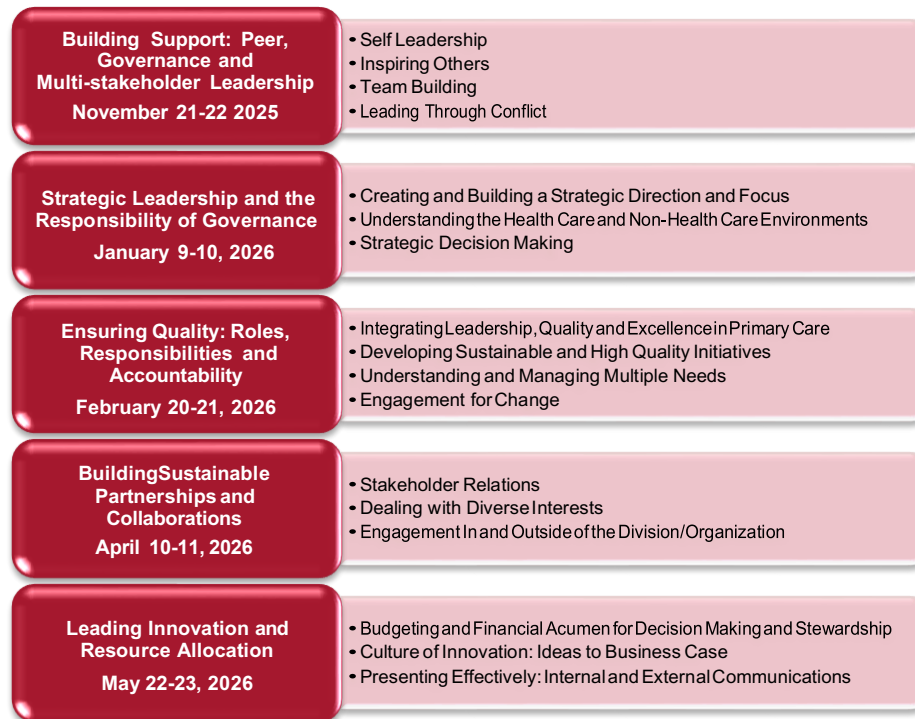 Building Support: Peer,
Governance and
Multi-stakeholder Leadership
November 21-22 2025
• Self Leadership
• Inspiring Others
• Team Building
• Leading Through Conflict
Strategic Leadership and the
Responsibility of Governance
January 9-10, 2026
• Creating and Building a Strategic Direction and Focus
• Understanding the Health Care and Non-Health Care Environments
• Strategic Decision Making
Ensuring Quality: Roles,
Responsibilities and
Accountability
February 20-21, 2026
• Integrating Leadership, Quality and Excellence in Primary Care
• Developing Sustainable and High Quality Initiatives
• Understanding and Managing Multiple Needs
• Engagement for Change
Building Sustainable
Partnerships and
Collaborations
April 10-11, 2026
• Stakeholder Relations
• Dealing with Diverse Interests
• Engagement In and Outside of the Division/Organization
Leading Innovation and
Resource Allocation
May 22-23, 2026
• Budgeting and Financial Acumen for Decision Making and Stewardship
• Culture of Innovation: Ideas to Business Case
• Presenting Effectively: Internal and External Communications